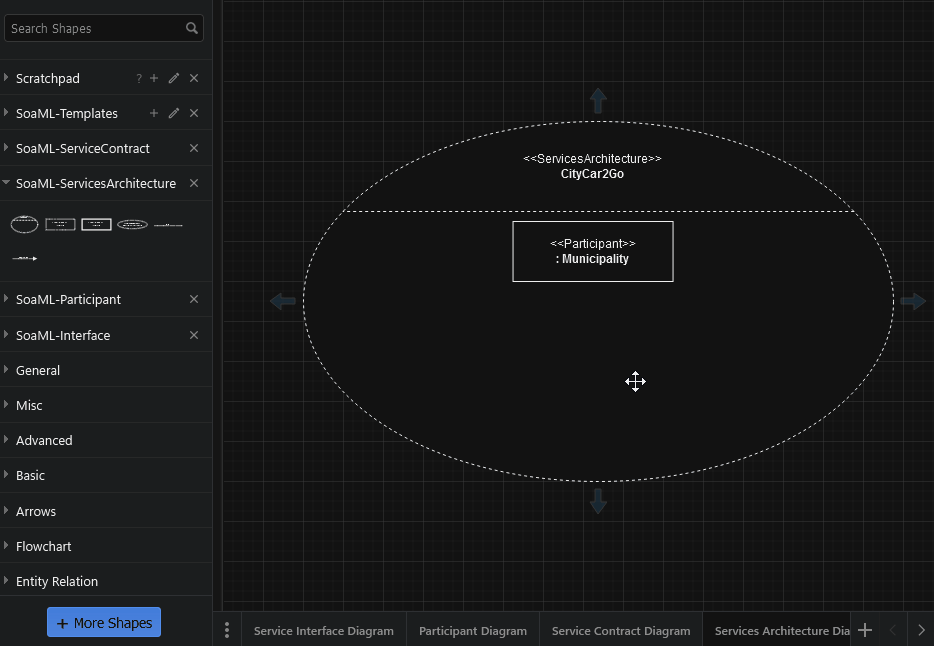 Search Shapes
Scratchpad
?
SoaML-Templates
SoaML-ServiceContract
SoaML-ServicesArchitecture
SoaML-Participant
SoaML-Interface
General
Misc
Advanced
Basic
Arrows
Flowchart
Entity Relation
+ More Shapes
<<ServicesArchitecture>>
CityCar2Go
<<Participant>>
: Municipality
Service Interface Diagram
Participant Diagram
Service Contract Diagram
Services Architecture Dia